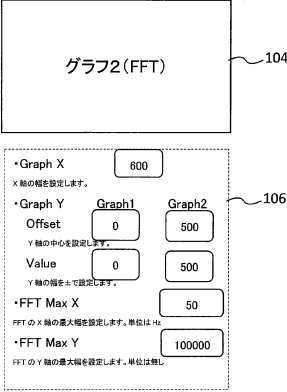 グラフ2(FFT)
104
・Graph X 600
X 軸の幅を設定します。
106
・Graph Y Graph1 Graph2
Offset 0 500
Y 軸の中心を設定します。
Value 0 500
Y 軸の幅を±で設定します。
・FFT Max X 50
FFT の X 軸の最大幅を設定します。単位は Hz
・FFT Max Y 100000
FFT の Y 軸の最大幅を設定します。単位は無し